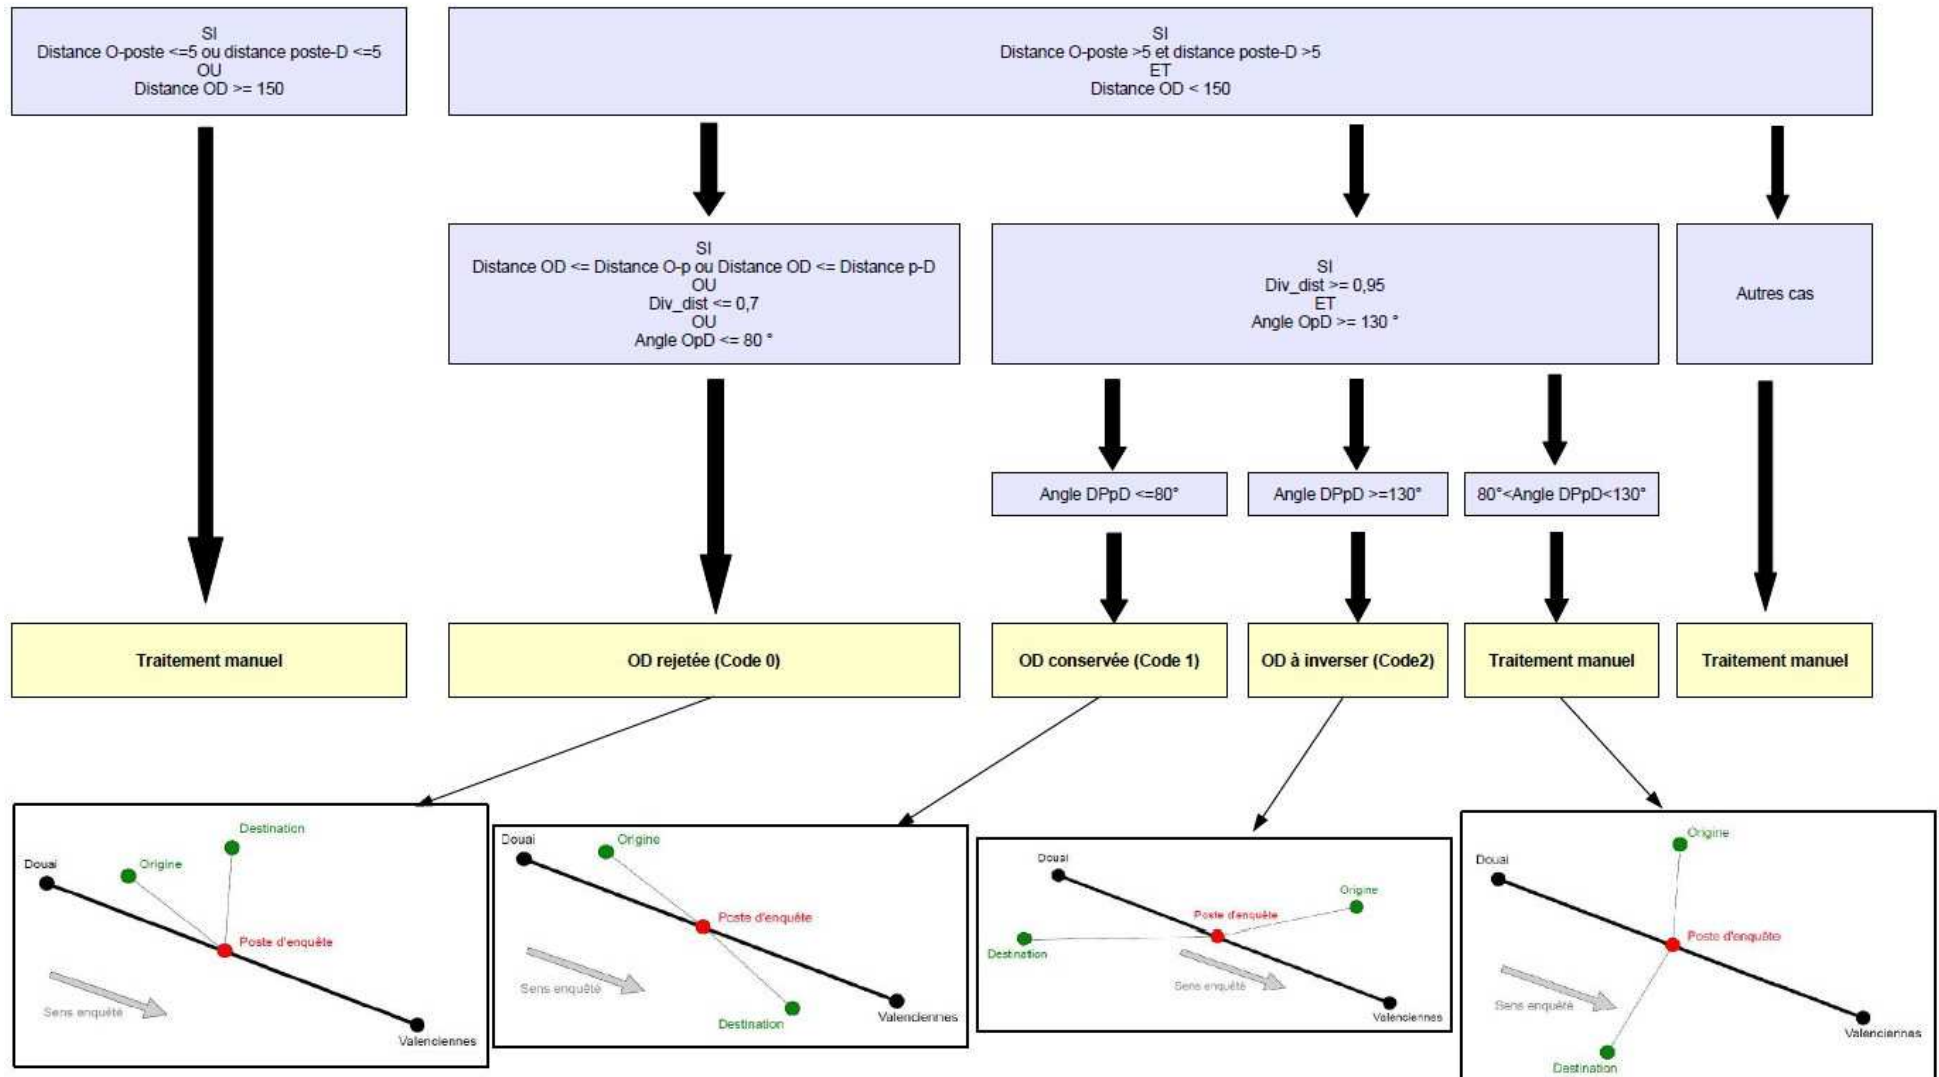 SI
Distance O-poste <=5 ou distance poste-D <=5
OU
Distance OD >= 150
SI
Distance O-poste >5 et distance poste-D >5
ET
Distance OD < 150
SI
Distance OD <= Distance O-p ou Distance OD <= Distance p-D
OU
Div_dist <= 0,7
OU
Angle OpD <= 80 °
SI
Div_dist >= 0,95
ET
Angle OpD >= 130 °
Autres cas
Angle DPpD <=80°
Angle DPpD >=130°
80°<Angle DPpD<130°
Traitement manuel
OD rejetée (Code 0)
OD conservée (Code 1)
OD à inverser (Code2)
Traitement manuel
Traitement manuel
Destination
Douai
Origine
Poste d'enquête
Sens enquêté
Valenciennes
Douai
Origine
Poste d'enquête
Sens enquêté
Destination
Valenciennes
Douai
Origine
Poste d'enquête
Destination
Sens enquêté
Valenciennes
Origine
Douai
Poste d'enquête
Sens enquêté
Valenciennes
Destination